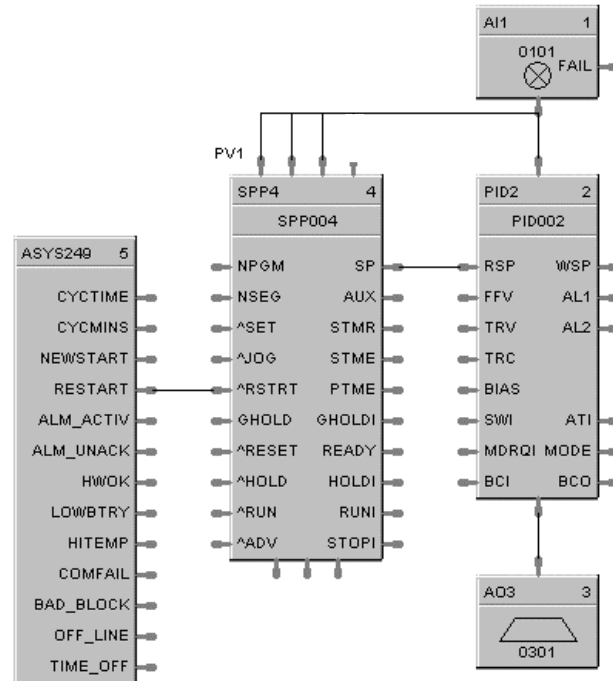 AI1 1
0101
FAIL
PV1
SPP4 4
SPP004
NPGM SP
NSEG AUX
^SET STMR
^JOG STME
^RSTRT PTME
GHOLD GHOLDI
^RESET READY
^HOLD HOLDI
^RUN RUNI
^ADV STOPI
PID2 2
PID002
RSP WSP
FFV AL1
TRV AL2
TRC
BIAS
SWI ATI
MDRQI MODE
BCI BCO
ASYS249 5
CYCTIME
CYCMINS
NEWSTART
RESTART
ALM_ACTIV
ALM_UNACK
HWOK
LOWBTRY
HITEMP
COMFAIL
BAD_BLOCK
OFF_LINE
TIME_OFF
AO3 3
0301